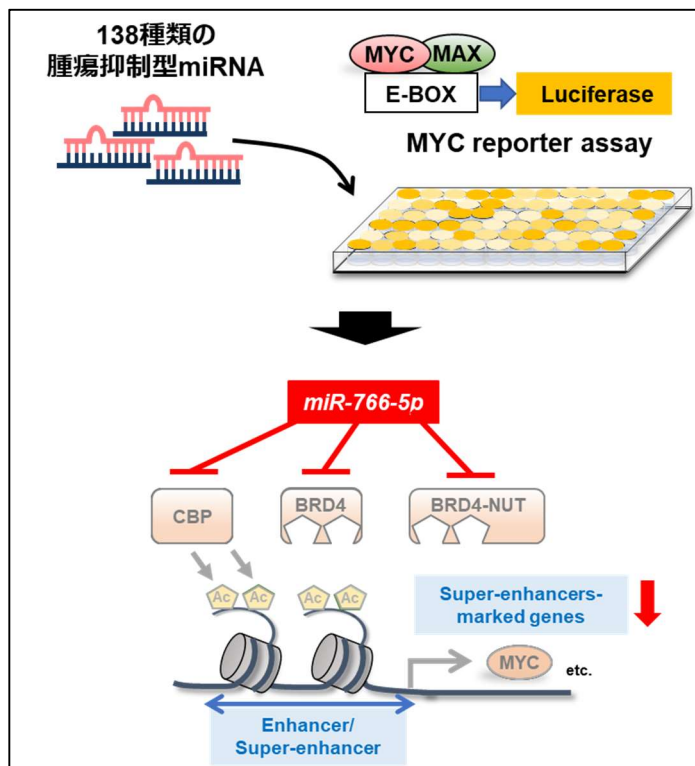 138種類の
腫瘍抑制型miRNA
MYC
MAX
E-BOX
Luciferase
MYC reporter assay
miR-766-5p
CBP
BRD4
BRD4-NUT
Ac
Ac
Ac
Ac
Super-enhancers-
marked genes
MYC
etc.
Enhancer/
Super-enhancer